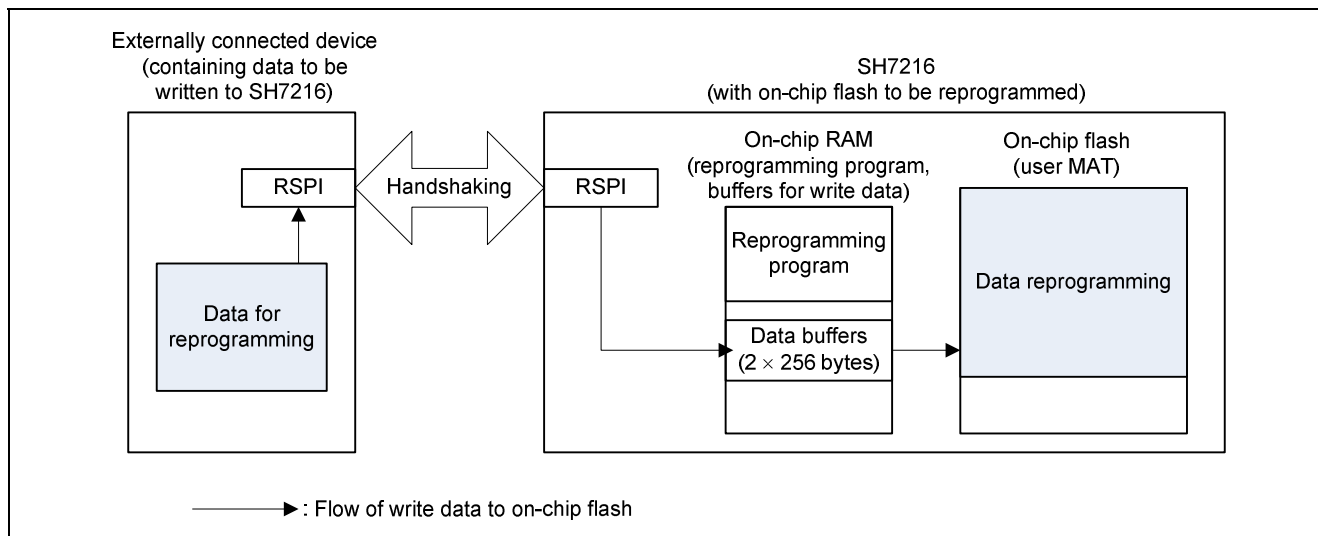 Externally connected device
(containing data to be
written to SH7216)
SH7216
(with on-chip flash to be reprogrammed)
On-chip RAM
(reprogramming program,
buffers for write data)
On-chip flash
(user MAT)
RSPI
Handshaking
RSPI
Reprogramming
program
Data reprogramming
Data for
reprogramming
Data buffers
(2 × 256 bytes)
: Flow of write data to on-chip flash